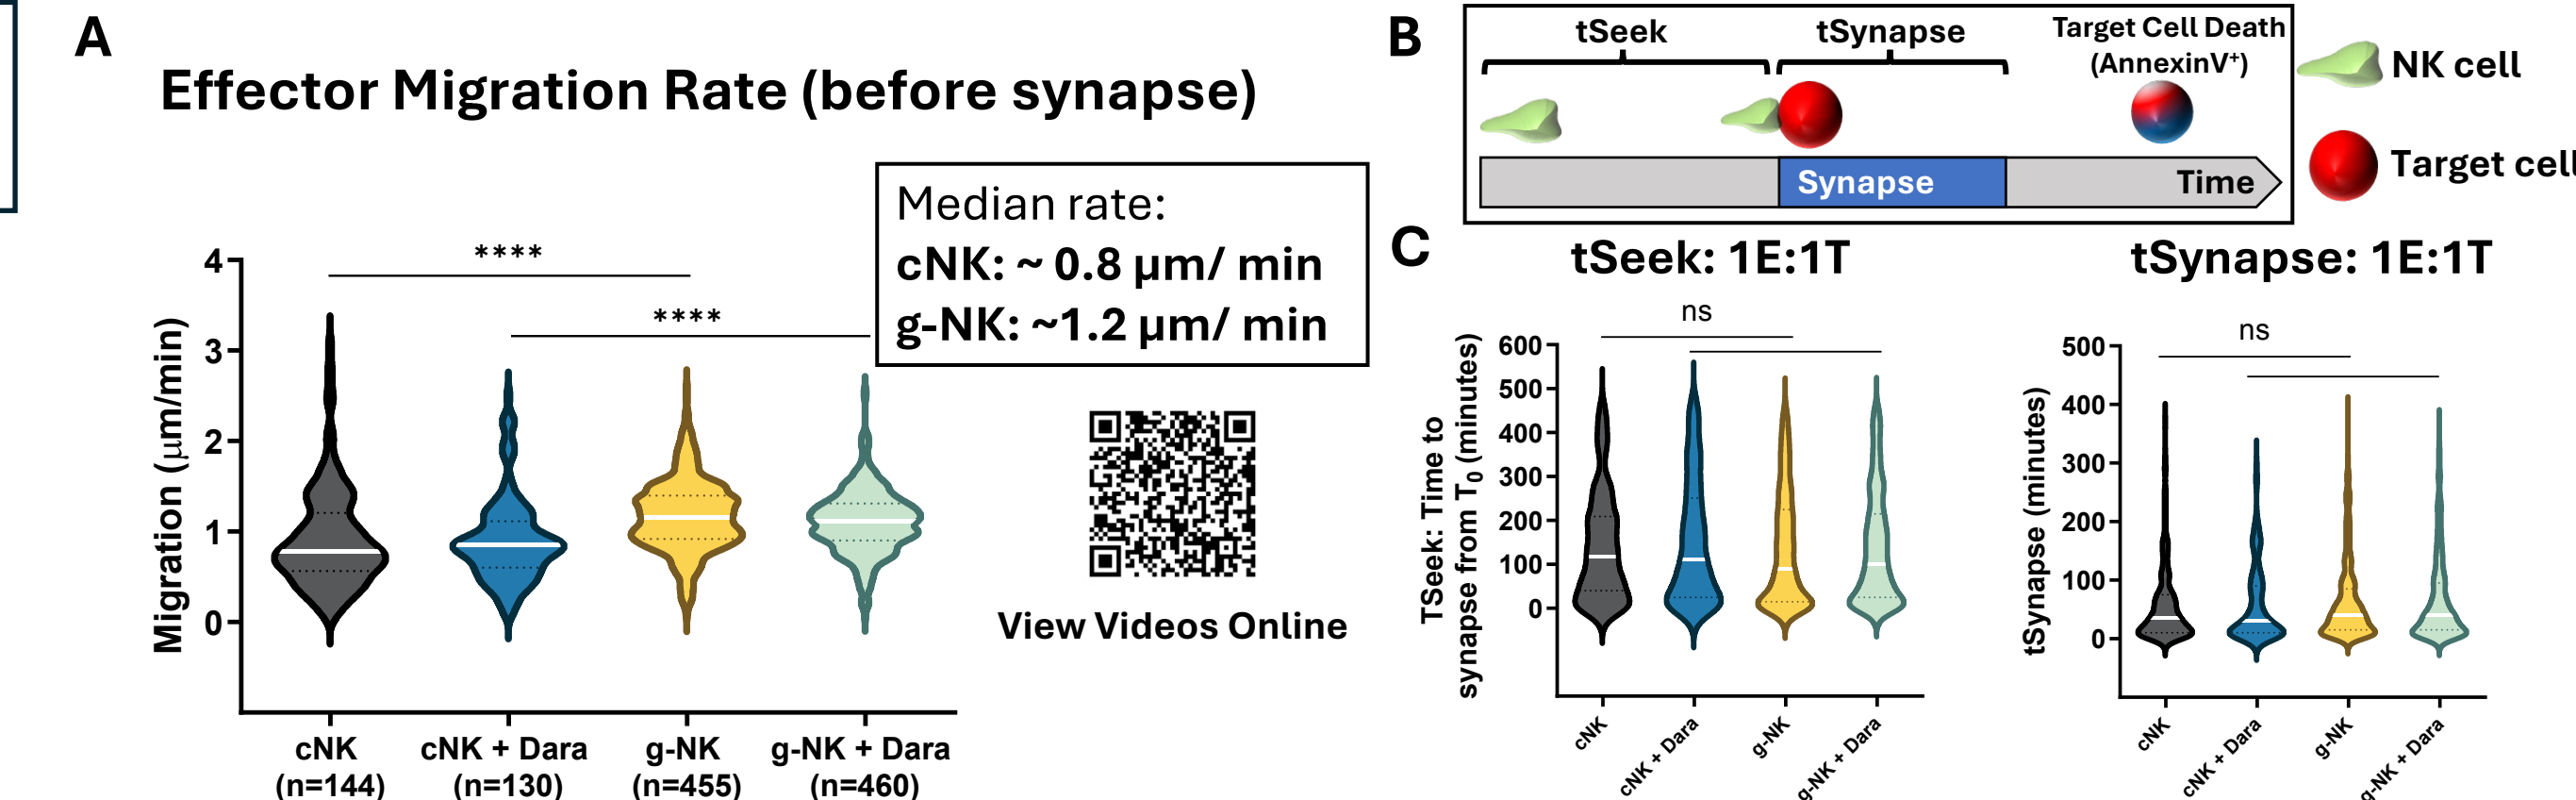 A
Effector Migration Rate (before synapse)
Median rate:
cNK: ~ 0.8 µm/ min
g-NK: ~1.2 µm/ min
****
****
Migration (µm/min)
4
3
2
1
0
cNK
(n=144)
cNK + Dara
(n=130)
g-NK
(n=455)
g-NK + Dara
(n=460)
View Videos Online
B
tSeek
tSynapse
Target Cell Death
(AnnexinV⁺)
Synapse
Time
NK cell
Target cell
C
tSeek: 1E:1T
ns
TSeek: Time to
synapse from T₀ (minutes)
600
500
400
300
200
100
0
cNK
cNK + Dara
g-NK
g-NK + Dara
tSynapse: 1E:1T
ns
tSynapse (minutes)
500
400
300
200
100
0
cNK
cNK + Dara
g-NK
g-NK + Dara